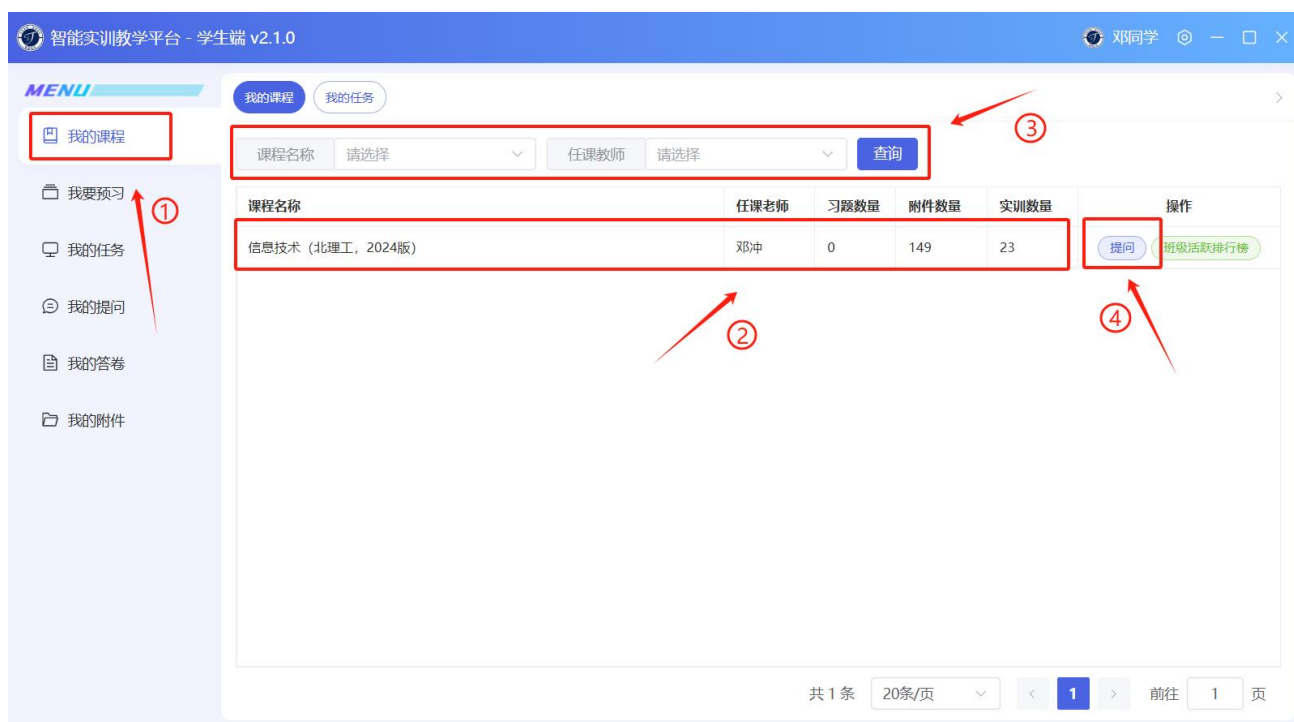 智能实训教学平台 - 学生端 v2.1.0
邓同学
MENU
我的课程
我的任务
我的课程
③
课程名称 请选择 任课教师 请选择 查询
我要预习
①
课程名称 任课老师 习题数量 附件数量 实训数量 操作
我的任务
信息技术（北理工，2024版） 邓冲 0 149 23 提问 班级活跃排行榜
我的提问
②
④
我的答卷
我的附件
共 1 条 20条/页 1 前往 1 页